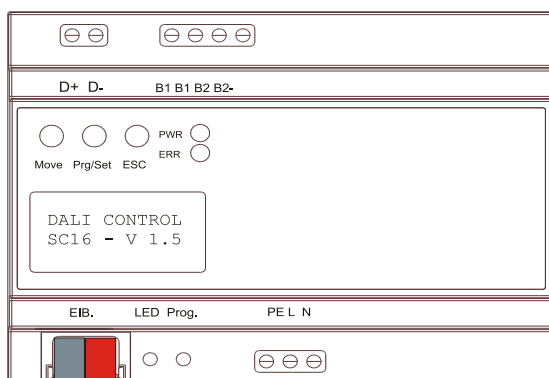 D+ D-
B1 B1 B2 B2-
PWR
ERR
Move Prg/Set ESC
DALI CONTROL
SC16 - V 1.5
EIB. LED Prog. PE L N